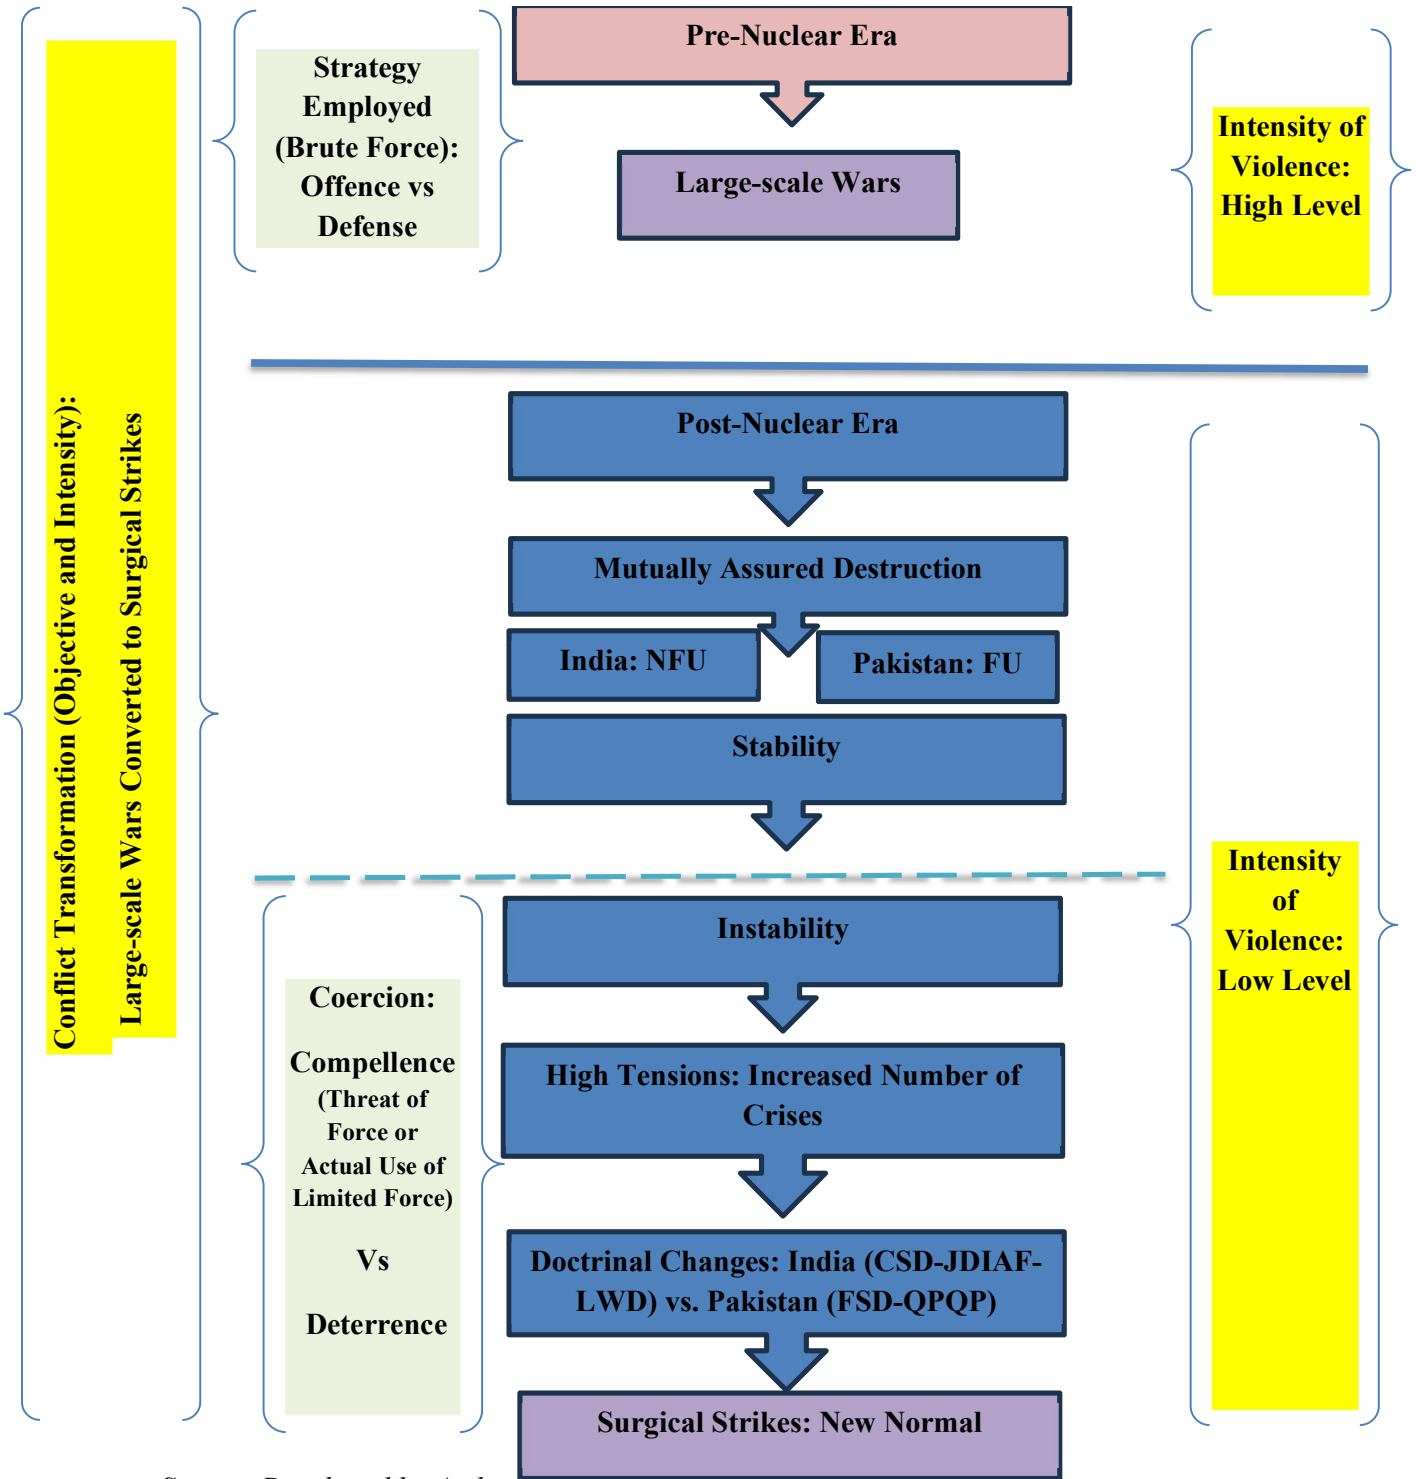 Pre-Nuclear Era
Strategy
Employed
(Brute Force):
Offence vs
Defense
Large-scale Wars
Intensity of
Violence:
High Level
Conflict Transformation (Objective and Intensity):
Large-scale Wars Converted to Surgical Strikes
Post-Nuclear Era
Mutually Assured Destruction
India: NFU
Pakistan: FU
Stability
Intensity
of
Violence:
Low Level
Instability
Coercion:
Compellence
(Threat of
Force or
Actual Use of
Limited Force)
Vs
Deterrence
High Tensions: Increased Number of
Crises
Doctrinal Changes: India (CSD-JDIAF-
LWD) vs. Pakistan (FSD-QPQP)
Surgical Strikes: New Normal